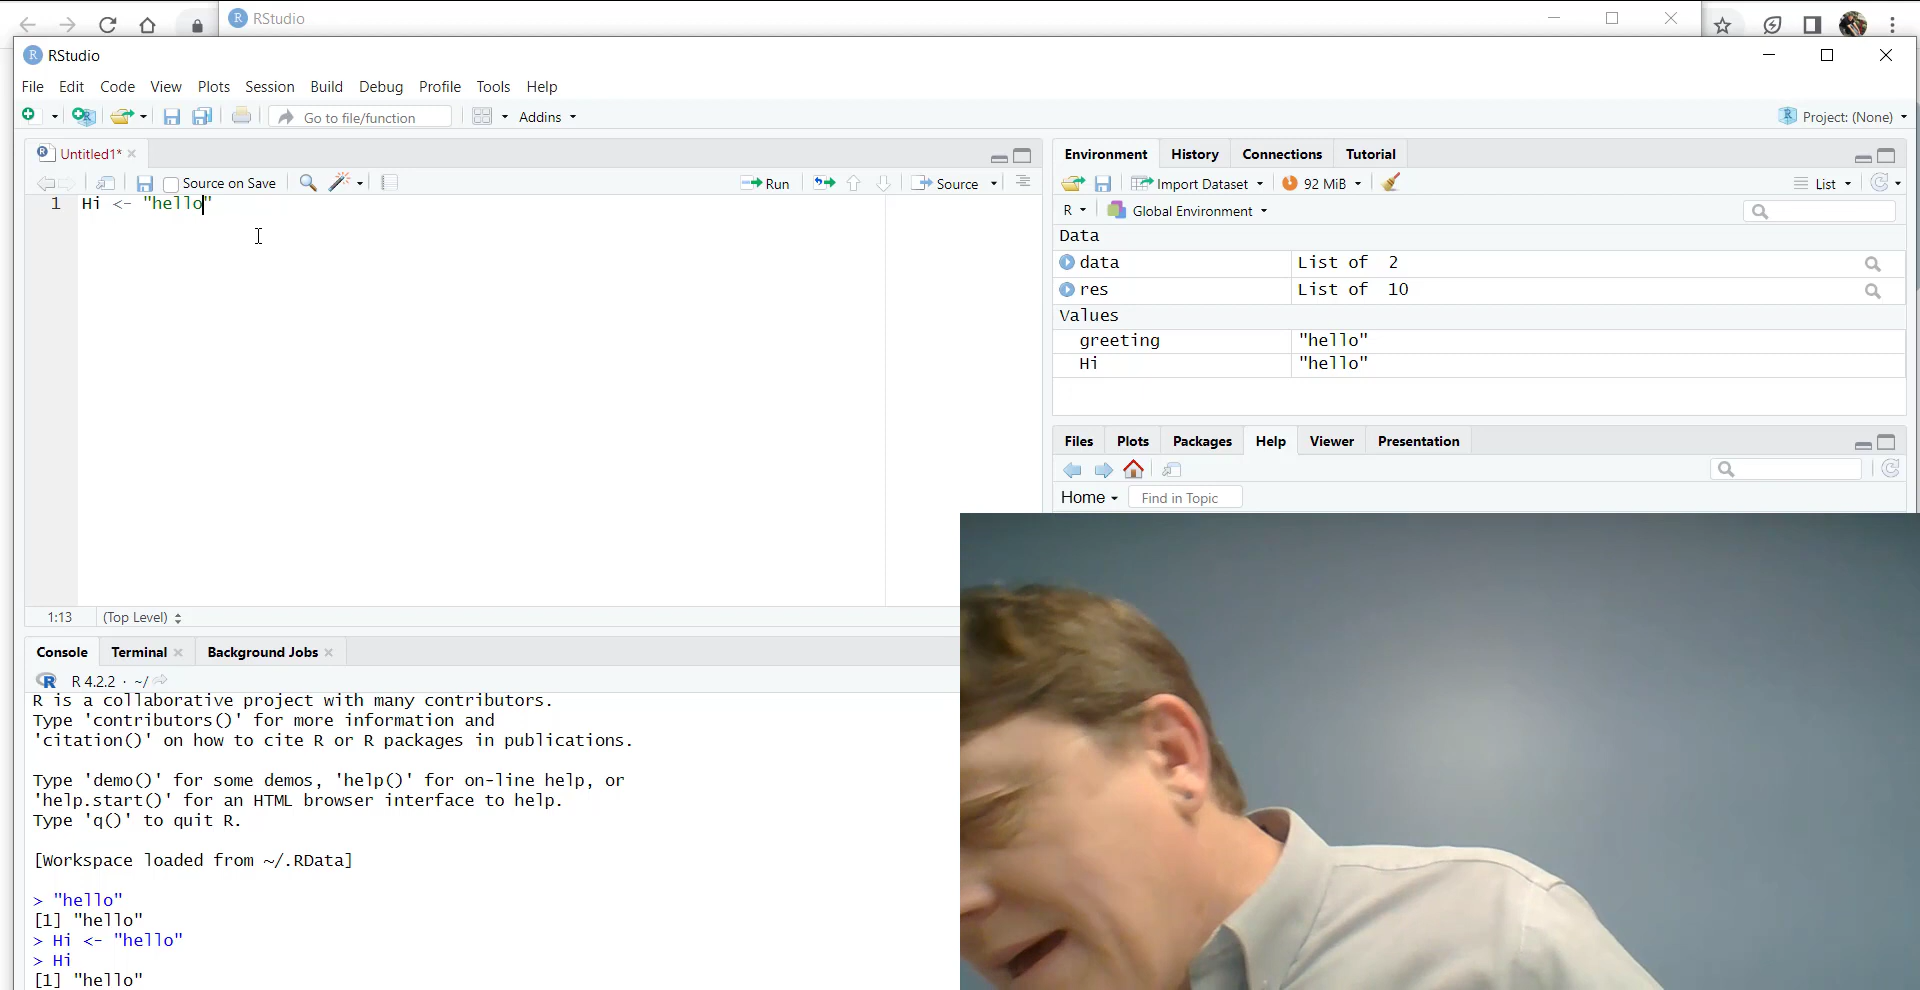 RStudio
RStudio
File Edit Code View Plots Session Build Debug Profile Tools Help
Go to file/function Addins Project: (None)
Untitled1*
Source on Save Run Source
1 Hi <- "hello"
1:13 (Top Level)
Console Terminal Background Jobs
R 4.2.2 · ~/
R is a collaborative project with many contributors.
Type 'contributors()' for more information and
'citation()' on how to cite R or R packages in publications.
Type 'demo()' for some demos, 'help()' for on-line help, or
'help.start()' for an HTML browser interface to help.
Type 'q()' to quit R.
[Workspace loaded from ~/.RData]
> "hello"
[1] "hello"
> Hi <- "hello"
> Hi
[1] "hello"
Environment History Connections Tutorial
Import Dataset 92 MiB List
R Global Environment
Data
data List of 2
res List of 10
Values
greeting "hello"
Hi "hello"
Files Plots Packages Help Viewer Presentation
Home Find in Topic